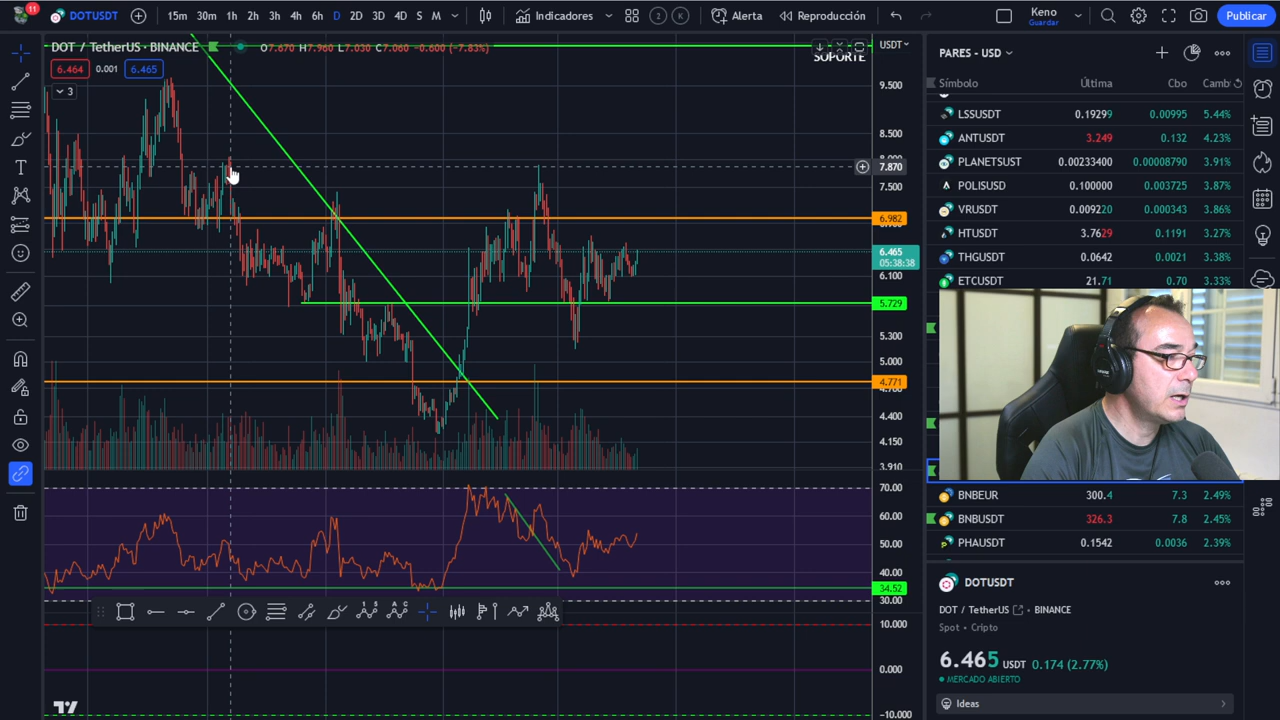 11
DOTUSDT
15m 30m 1h 2h 3h 4h 6h D 2D 3D 4D S M
Indicadores
2 K
Alerta
Reproducción
Keno
Guardar
Publicar
DOT / TetherUS · BINANCE
O7.670 H7.960 L7.030 C7.060 -0.600 (-7.83%)
6.464 0.001 6.465
3
SOPORTE
USDT
9.500
8.500
7.870
7.500
6.982
6.465
05:38:38
6.100
5.729
5.300
5.000
4.771
4.400
4.150
3.910
70.00
60.00
50.00
40.00
34.52
30.00
10.000
0.000
-10.000
PARES - USD
Símbolo Última Cbo Camb
LSSUSDT 0.19299 0.00995 5.44%
ANTUSDT 3.249 0.132 4.23%
PLANETSUST 0.00233400 0.00008790 3.91%
POLISUSD 0.100000 0.003725 3.87%
VRUSDT 0.009220 0.000343 3.86%
HTUSDT 3.7629 0.1191 3.27%
THGUSDT 0.0642 0.0021 3.38%
ETCUSDT 21.71 0.70 3.33%
BNBEUR 300.4 7.3 2.49%
BNBUSDT 326.3 7.8 2.45%
PHAUSDT 0.1542 0.0036 2.39%
DOTUSDT
DOT / TetherUS · BINANCE
Spot • Cripto
6.465 USDT 0.174 (2.77%)
MERCADO ABIERTO
Ideas